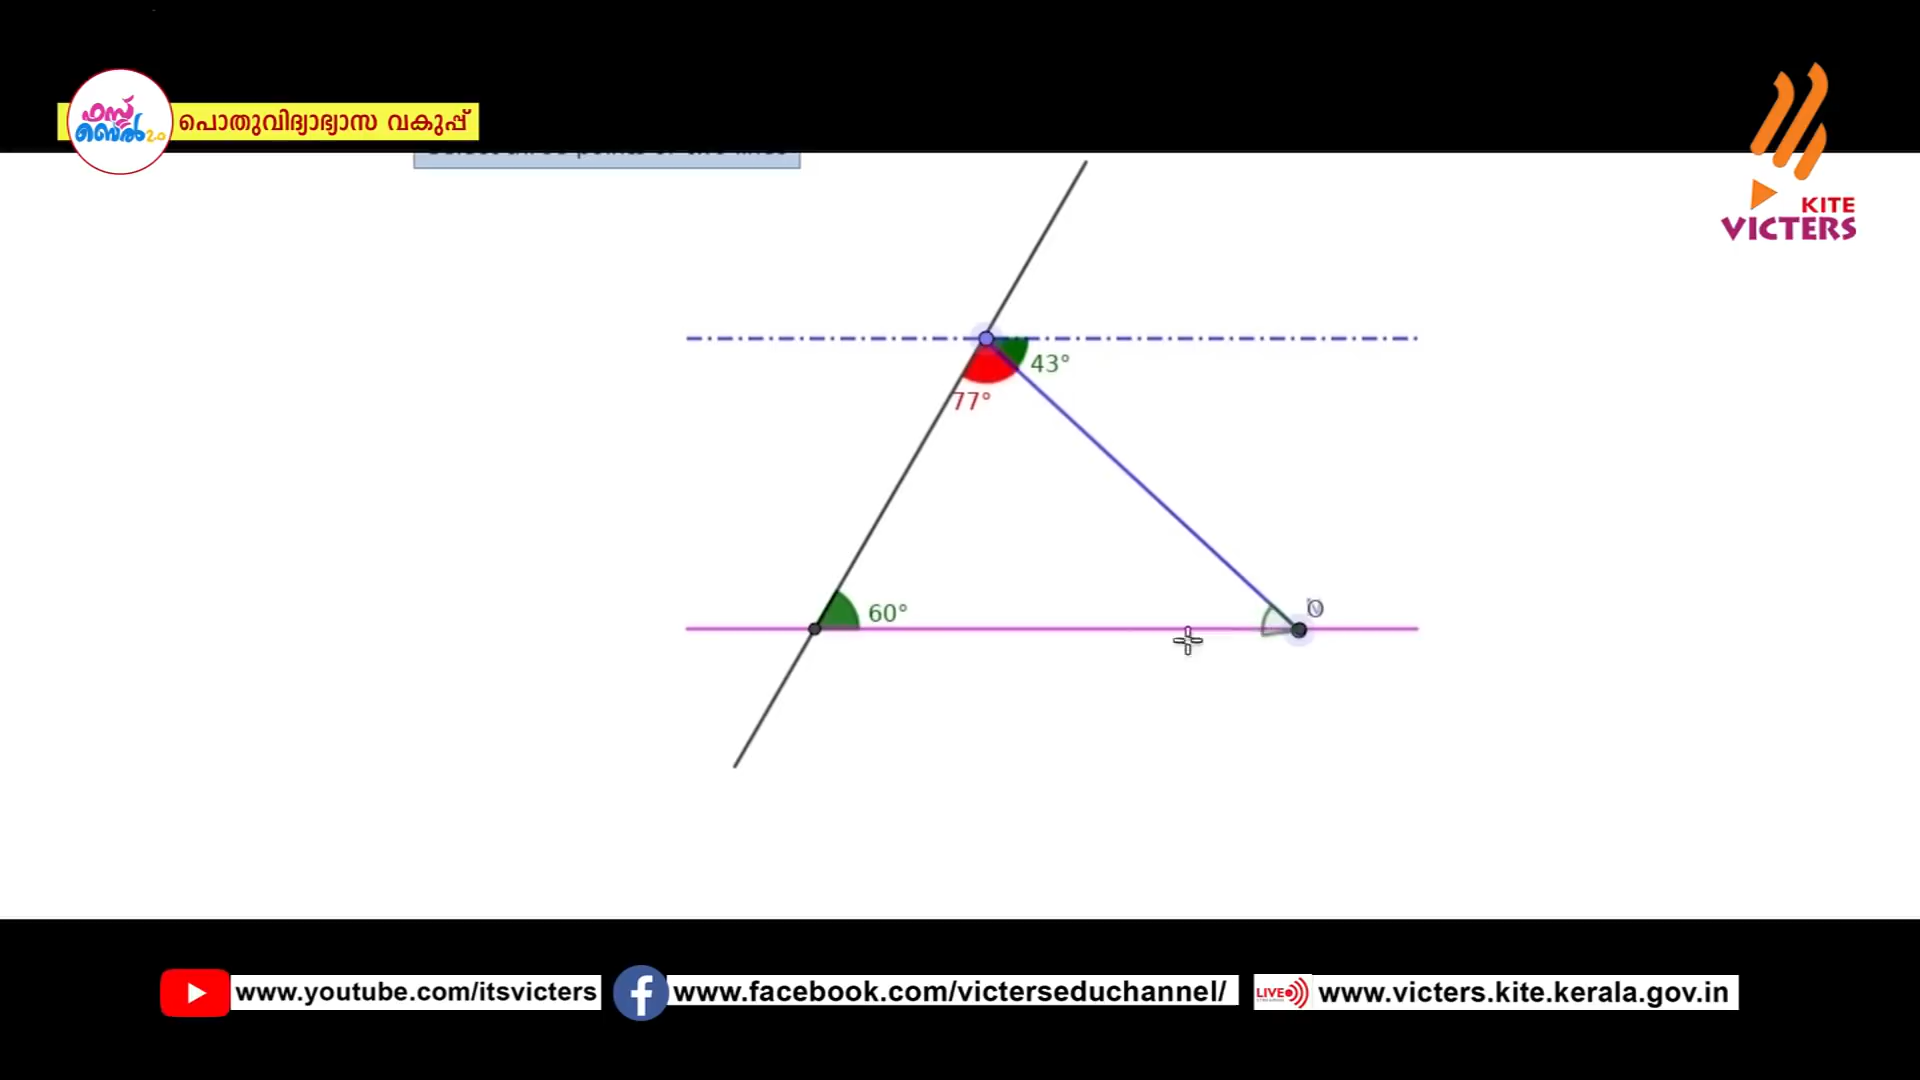 ഫസ്റ്റ്
ബെൽ 2.0
പൊതുവിദ്യാഭ്യാസ വകുപ്പ്
KITE
VICTERS
43°
77°
60°
www.youtube.com/itsvicters
www.facebook.com/victerseduchannel/
LIVE
www.victers.kite.kerala.gov.in